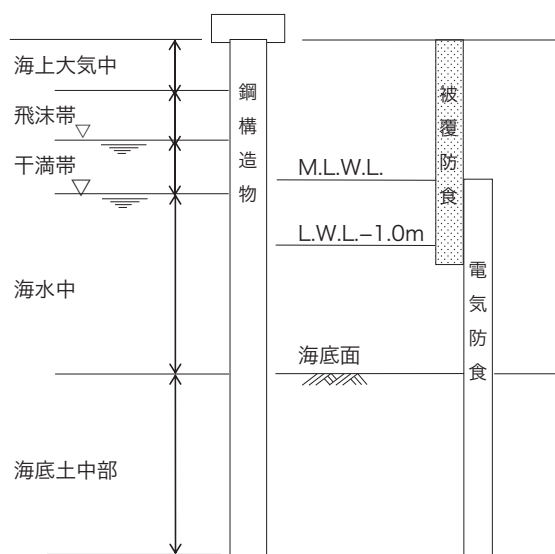 海上大気中
飛沫帯
干満帯
海水中
海底土中部
鋼構造物
M.L.W.L.
L.W.L.−1.0m
海底面
被覆防食
電気防食